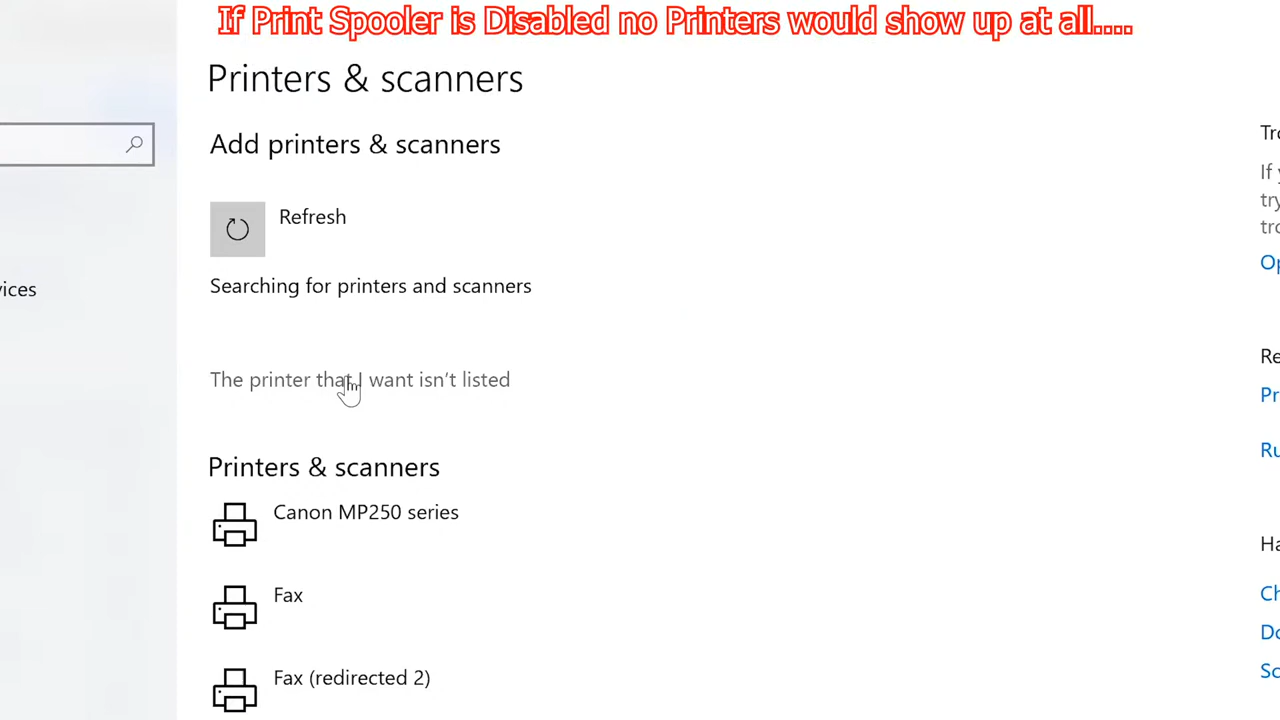 If Print Spooler is Disabled no Printers would show up at all....
Printers & scanners
Add printers & scanners
Refresh
Searching for printers and scanners
The printer that I want isn't listed
Printers & scanners
Canon MP250 series
Fax
Fax (redirected 2)
If